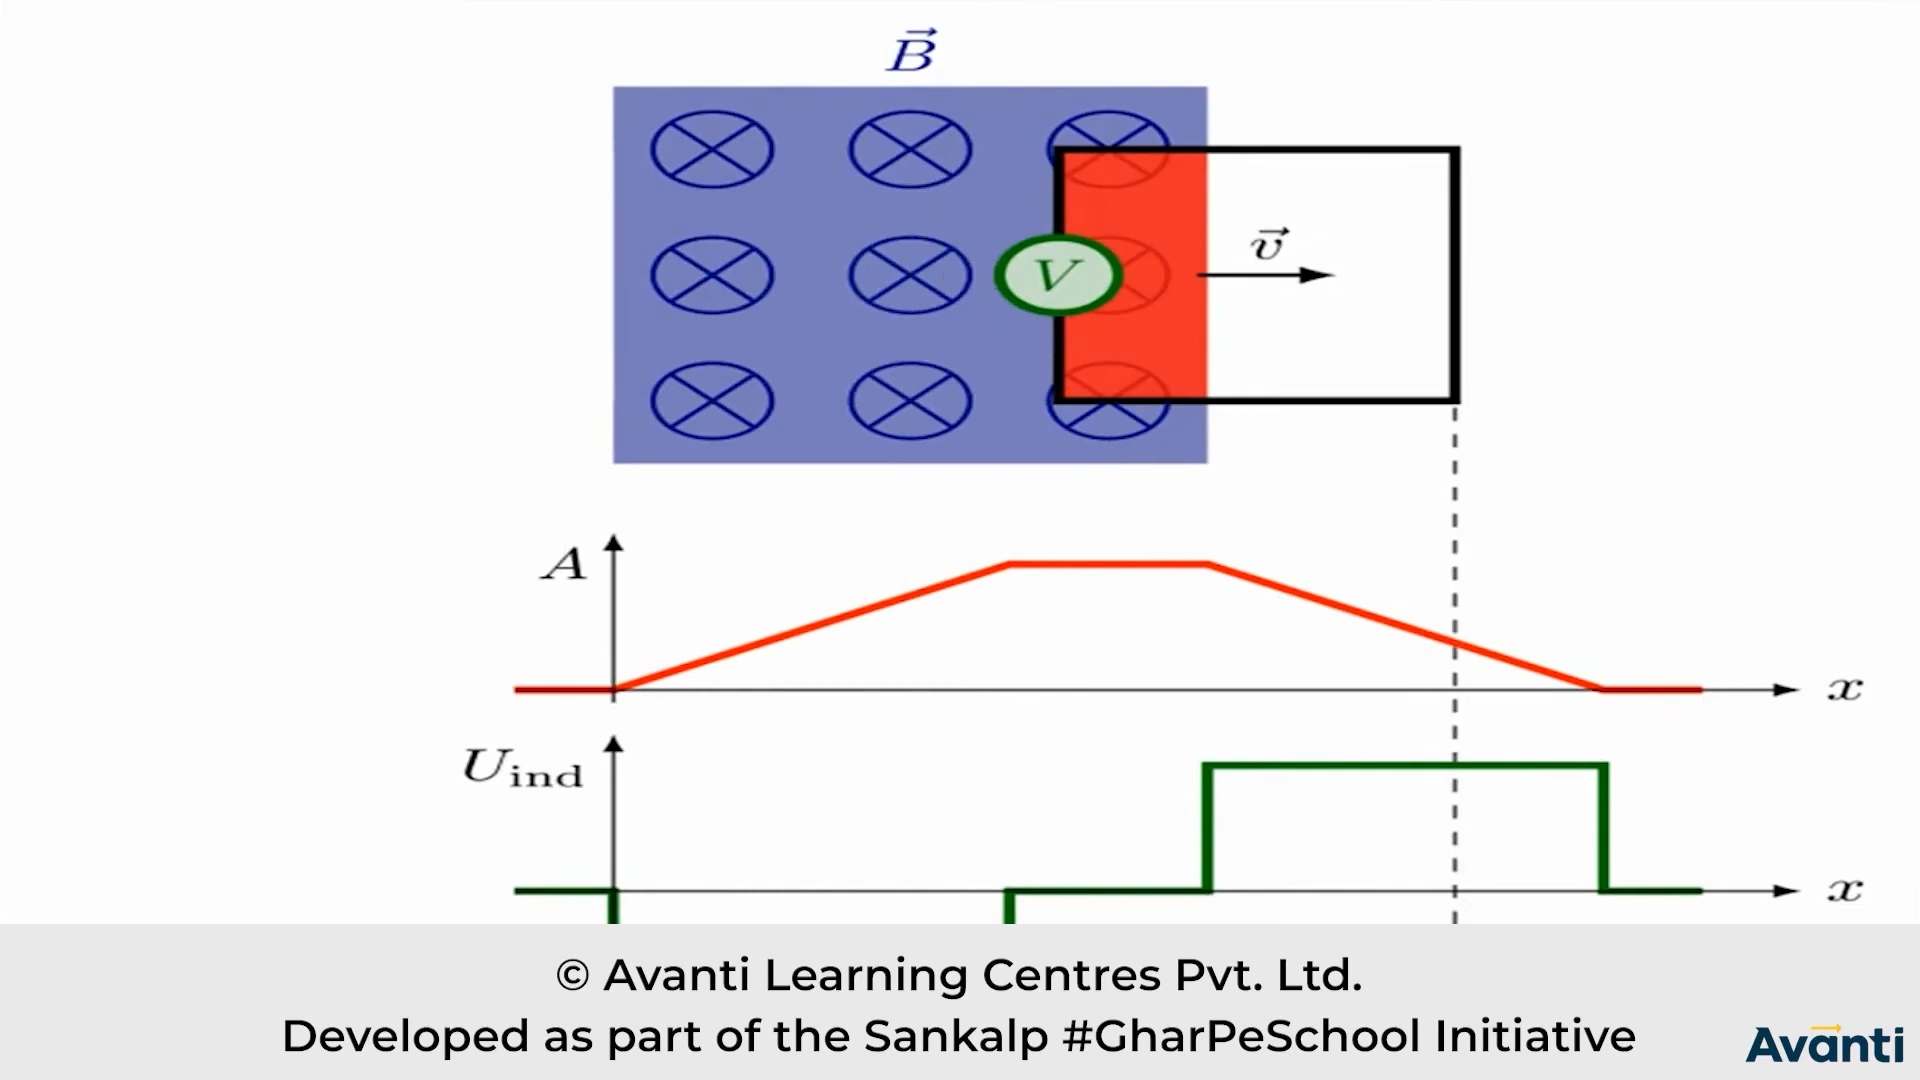 B⃗
V
v⃗
A
x
U_ind
x
© Avanti Learning Centres Pvt. Ltd.
Developed as part of the Sankalp #GharPeSchool Initiative
Avanti